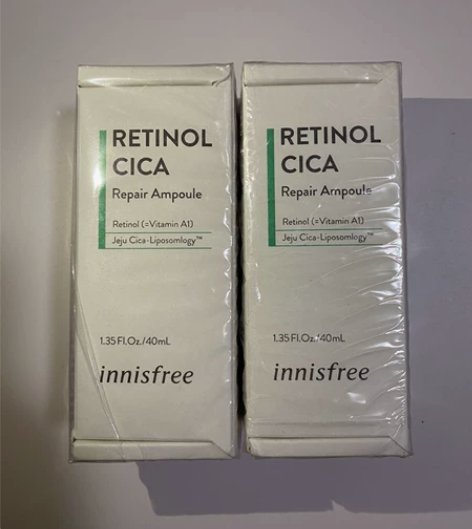 RETINOL
CICA
Repair Ampoule
Retinol (=Vitamin A1)
Jeju Cica-Liposomlogy™
1.35 Fl.Oz./40mL
innisfree
RETINOL
CICA
Repair Ampoule
Retinol (=Vitamin A1)
Jeju Cica-Liposomlogy™
1.35 Fl.Oz./40mL
innisfree